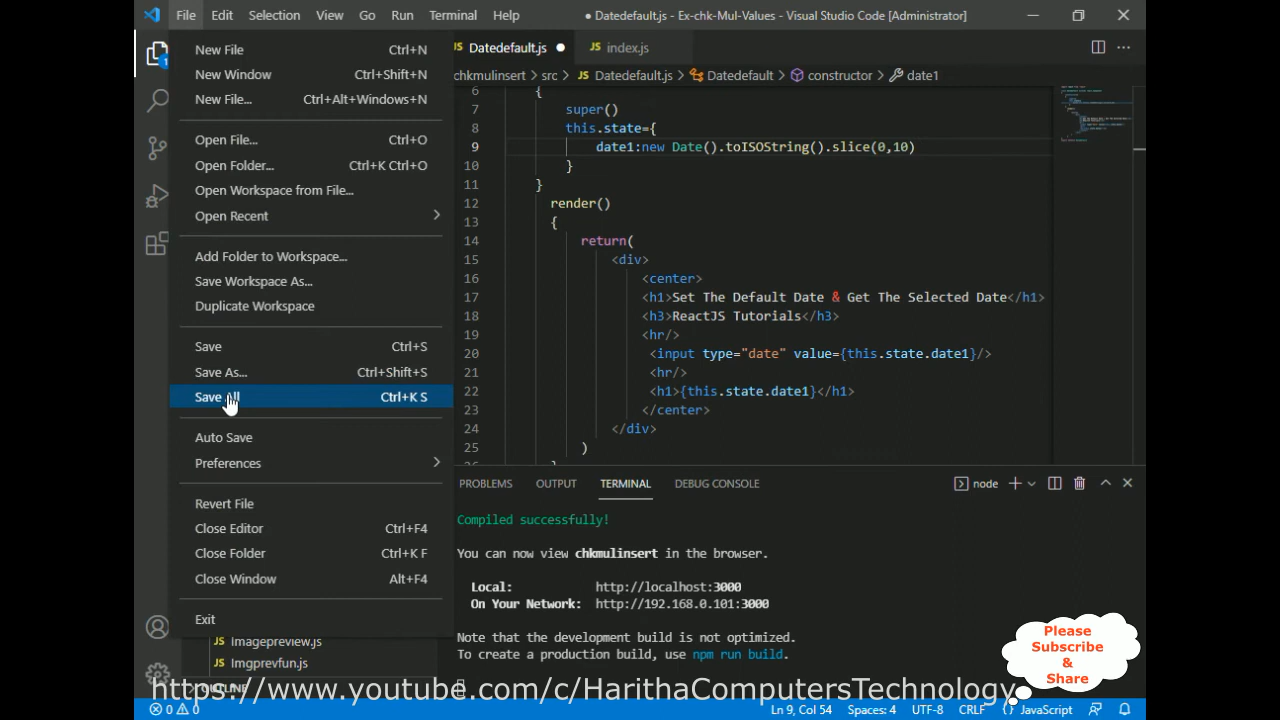 File Edit Selection View Go Run Terminal Help
● Datedefault.js - Ex-chk-Mul-Values - Visual Studio Code [Administrator]
New File Ctrl+N
New Window Ctrl+Shift+N
New File... Ctrl+Alt+Windows+N
Open File... Ctrl+O
Open Folder... Ctrl+K Ctrl+O
Open Workspace from File...
Open Recent
Add Folder to Workspace...
Save Workspace As...
Duplicate Workspace
Save Ctrl+S
Save As... Ctrl+Shift+S
Save All Ctrl+K S
Auto Save
Preferences
Revert File
Close Editor Ctrl+F4
Close Folder Ctrl+K F
Close Window Alt+F4
Exit
Imagepreview.js
JS Imgprevfun.js
OUTLINE
1
JS Datedefault.js ● JS index.js
chkmulinsert > src > JS Datedefault.js > Datedefault > constructor > date1
6 {
7 super()
8 this.state={
9 date1:new Date().toISOString().slice(0,10)
10 }
11 }
12 render()
13 {
14 return(
15 <div>
16 <center>
17 <h1>Set The Default Date & Get The Selected Date</h1>
18 <h3>ReactJS Tutorials</h3>
19 <hr/>
20 <input type="date" value={this.state.date1}/>
21 <hr/>
22 <h1>{this.state.date1}</h1>
23 </center>
24 </div>
25 )
26 }
PROBLEMS OUTPUT TERMINAL DEBUG CONSOLE node
Compiled successfully!
You can now view chkmulinsert in the browser.
Local: http://localhost:3000
On Your Network: http://192.168.0.101:3000
Note that the development build is not optimized.
To create a production build, use npm run build.
Please
Subscribe
&
Share
https://www.youtube.com/c/HarithaComputersTechnology
0 0 Ln 9, Col 54 Spaces: 4 UTF-8 CRLF {} JavaScript